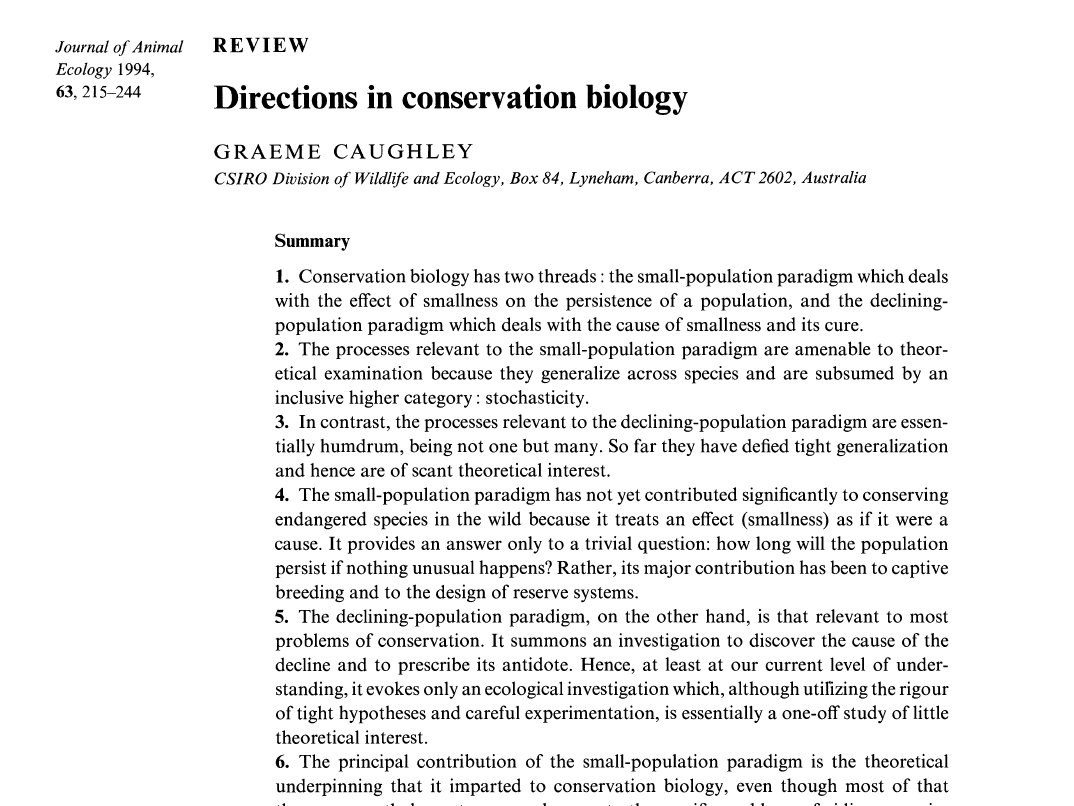 Journal of Animal
Ecology 1994,
63, 215–244
REVIEW
Directions in conservation biology
GRAEME CAUGHLEY
CSIRO Division of Wildlife and Ecology, Box 84, Lyneham, Canberra, ACT 2602, Australia
Summary
1. Conservation biology has two threads : the small-population paradigm which deals
with the effect of smallness on the persistence of a population, and the declining-
population paradigm which deals with the cause of smallness and its cure.
2. The processes relevant to the small-population paradigm are amenable to theor-
etical examination because they generalize across species and are subsumed by an
inclusive higher category : stochasticity.
3. In contrast, the processes relevant to the declining-population paradigm are essen-
tially humdrum, being not one but many. So far they have defied tight generalization
and hence are of scant theoretical interest.
4. The small-population paradigm has not yet contributed significantly to conserving
endangered species in the wild because it treats an effect (smallness) as if it were a
cause. It provides an answer only to a trivial question: how long will the population
persist if nothing unusual happens? Rather, its major contribution has been to captive
breeding and to the design of reserve systems.
5. The declining-population paradigm, on the other hand, is that relevant to most
problems of conservation. It summons an investigation to discover the cause of the
decline and to prescribe its antidote. Hence, at least at our current level of under-
standing, it evokes only an ecological investigation which, although utilizing the rigour
of tight hypotheses and careful experimentation, is essentially a one-off study of little
theoretical interest.
6. The principal contribution of the small-population paradigm is the theoretical
underpinning that it imparted to conservation biology, even though most of that